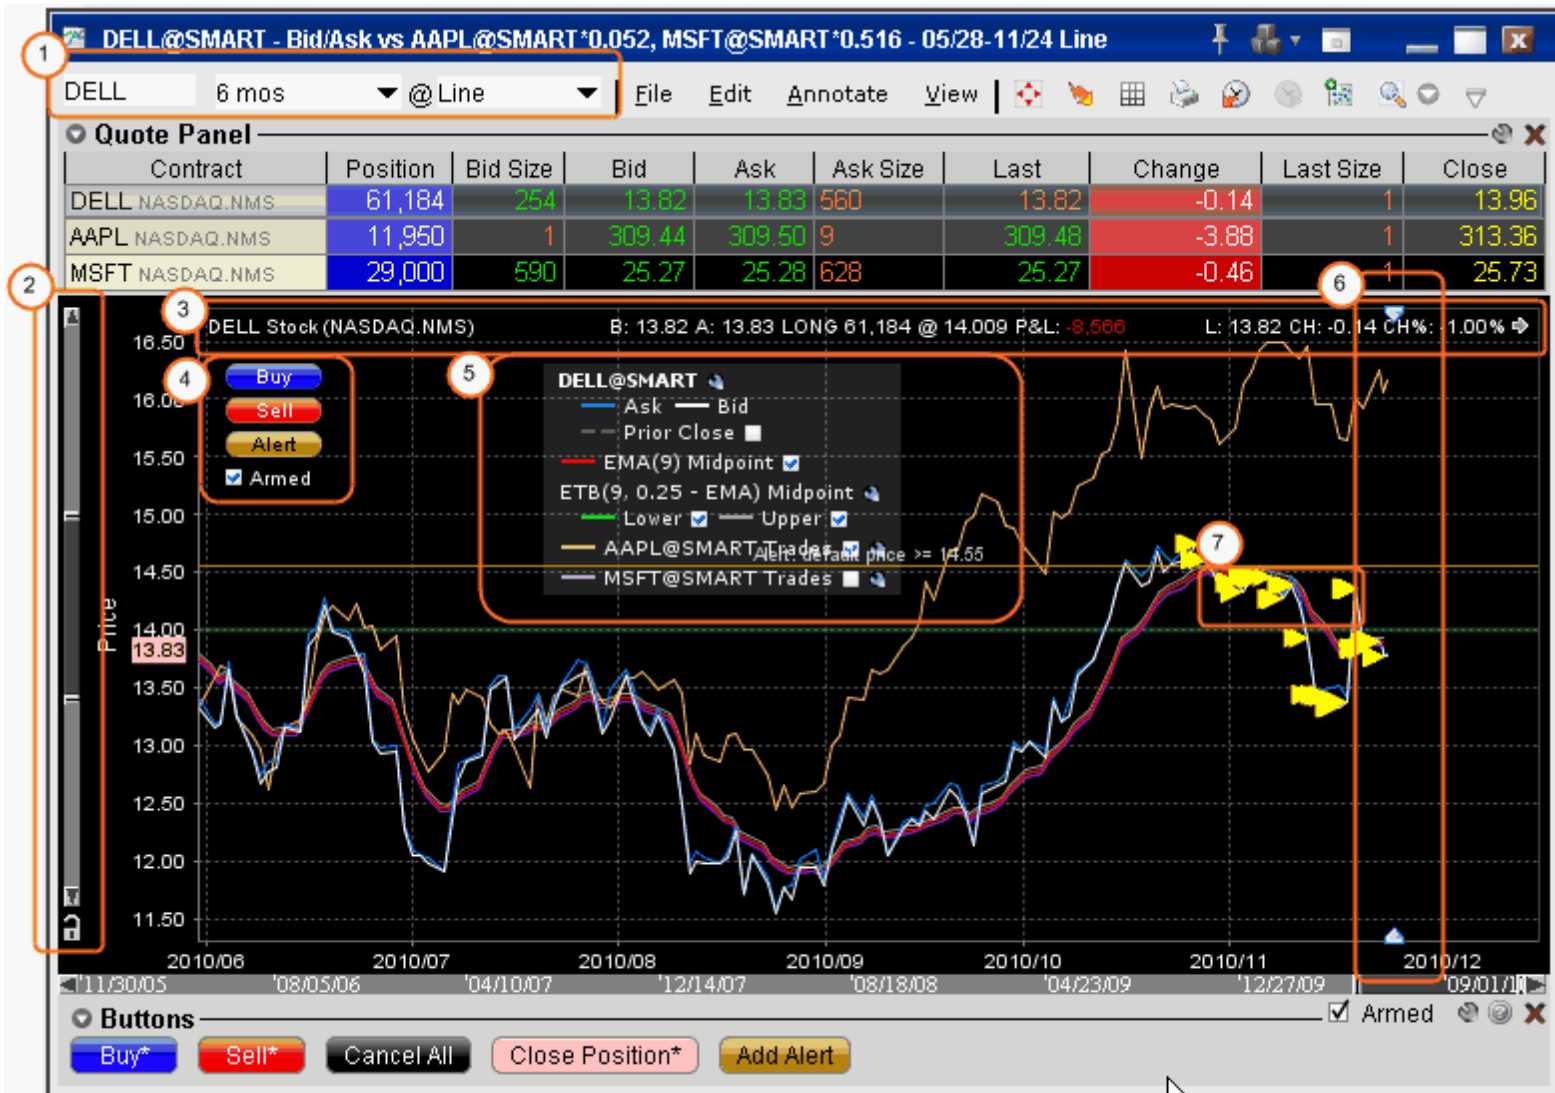 DELL@SMART - Bid/Ask vs AAPL@SMART*0.052, MSFT@SMART*0.516 - 05/28-11/24 Line
1
DELL 6 mos @ Line File Edit Annotate View
Quote Panel
Contract Position Bid Size Bid Ask Ask Size Last Change Last Size Close
DELL NASDAQ.NMS 61,184 254 13.82 13.83 560 13.82 -0.14 1 13.96
AAPL NASDAQ.NMS 11,950 1 309.44 309.50 9 309.48 -3.88 1 313.36
MSFT NASDAQ.NMS 29,000 590 25.27 25.28 628 25.27 -0.46 1 25.73
2
6
3
DELL Stock (NASDAQ.NMS) B: 13.82 A: 13.83 LONG 61,184 @ 14.009 P&L: -8,566 L: 13.82 CH: -0.14 CH%: -1.00%
16.50
4
5
Buy
Sell
Alert
Armed
DELL@SMART
Ask Bid
Prior Close
EMA(9) Midpoint
ETB(9, 0.25 - EMA) Midpoint
Lower Upper
AAPL@SMART Trades
Alert: default price >= 14.55
MSFT@SMART Trades
7
16.00
15.50
15.00
14.50
14.00
13.83
13.50
13.00
12.50
12.00
11.50
Price
2010/06 2010/07 2010/08 2010/09 2010/10 2010/11 2010/12
'11/30/05 '08/05/06 '04/10/07 '12/14/07 '08/18/08 '04/23/09 '12/27/09
Buttons Armed
Buy* Sell* Cancel All Close Position* Add Alert